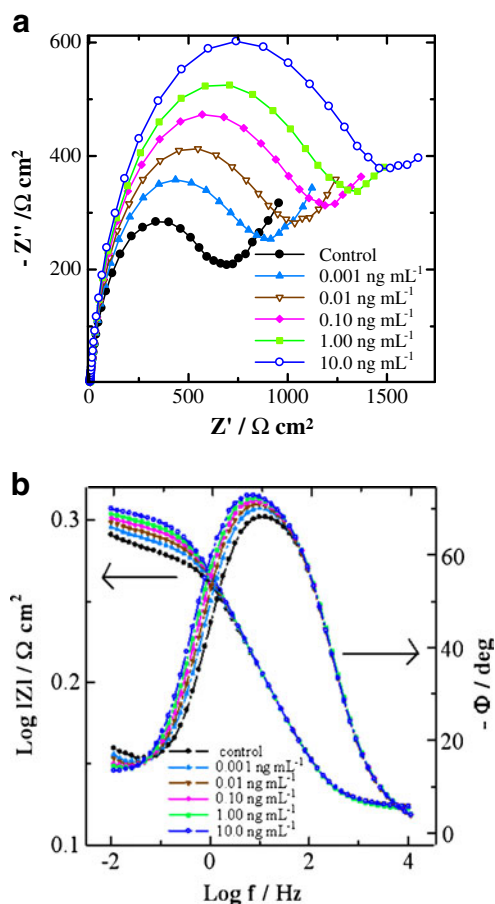 a
600
400
200
0
- Z'' /Ω cm²
Control
0.001 ng mL⁻¹
0.01 ng mL⁻¹
0.10 ng mL⁻¹
1.00 ng mL⁻¹
10.0 ng mL⁻¹
0 500 1000 1500
Z' / Ω cm²
b
0.3
0.2
0.1
Log |Z| / Ω cm²
60
40
20
0
- Φ / deg
control
0.001 ng mL⁻¹
0.01 ng mL⁻¹
0.10 ng mL⁻¹
1.00 ng mL⁻¹
10.0 ng mL⁻¹
-2 0 2 4
Log f / Hz